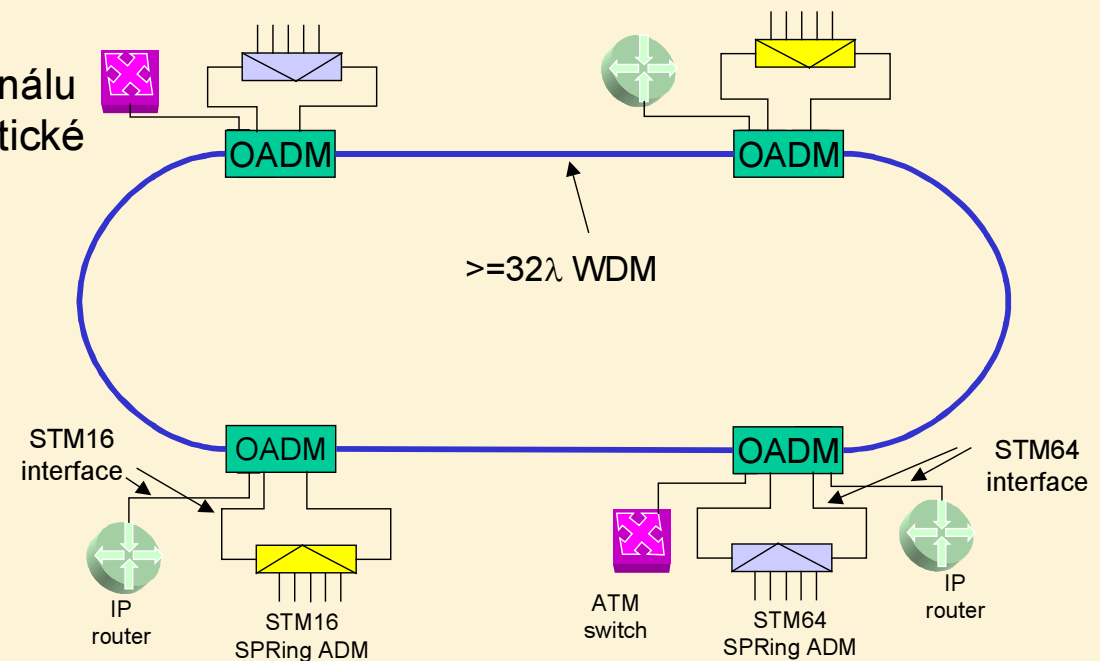 nálu
tické
OADM
OADM
>=32λ WDM
STM16
interface
OADM
OADM
STM64
interface
IP
router
STM16
SPRing ADM
ATM
switch
STM64
SPRing ADM
IP
router